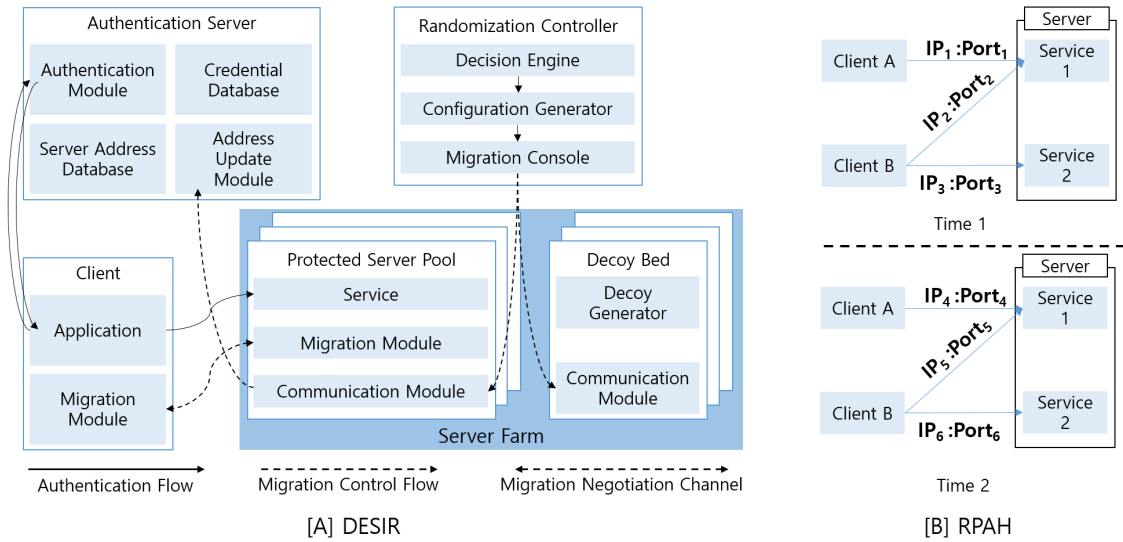 Authentication Server
Authentication
Module
Credential
Database
Server Address
Database
Address
Update
Module
Randomization Controller
Decision Engine
Configuration Generator
Migration Console
Client
Application
Migration
Module
Protected Server Pool
Service
Migration Module
Communication Module
Decoy Bed
Decoy
Generator
Communication
Module
Server Farm
Authentication Flow
Migration Control Flow
Migration Negotiation Channel
[A] DESIR
Server
Client A
IP₁:Port₁
Service
1
IP₂:Port₂
Client B
IP₃:Port₃
Service
2
Time 1
Server
Client A
IP₄:Port₄
Service
1
IP₅:Port₅
Client B
IP₆:Port₆
Service
2
Time 2
[B] RPAH